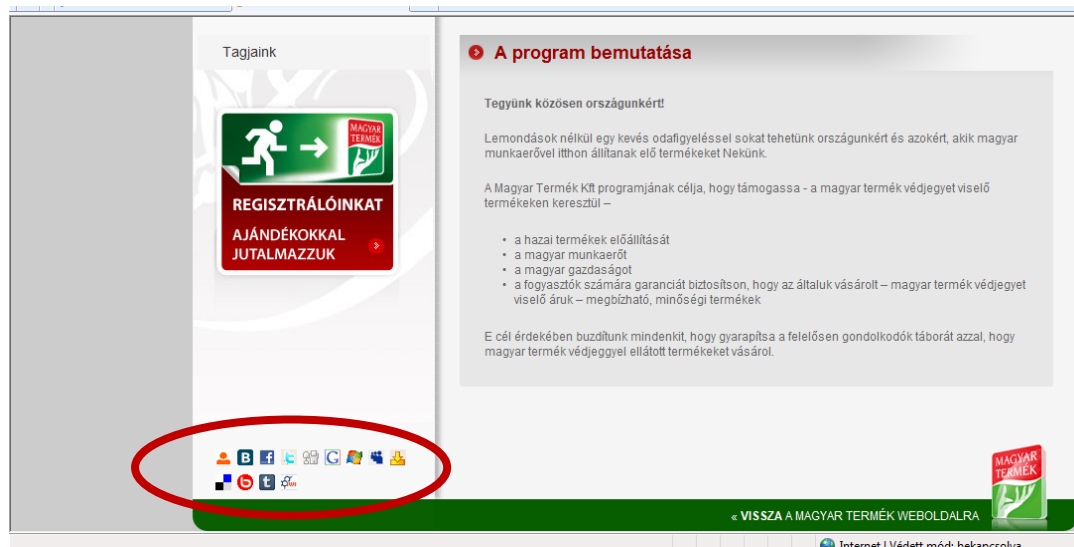 Tagjaink
MAGYAR
TERMÉK
REGISZTRÁLÓINKAT
AJÁNDÉKOKKAL
JUTALMAZZUK
A program bemutatása
Tegyünk közösen országunkért!
Lemondások nélkül egy kevés odafigyeléssel sokat tehetünk országunkért és azokért, akik magyar
munkaerővel itthon állítanak elő termékeket Nekünk.
A Magyar Termék Kft programjának célja, hogy támogassa - a magyar termék védjegyet viselő
termékeken keresztül –
• a hazai termékek előállítását
• a magyar munkaerőt
• a magyar gazdaságot
• a fogyasztók számára garanciát biztosítson, hogy az általuk vásárolt – magyar termék védjegyet
viselő áruk – megbízható, minőségi termékek
E cél érdekében buzdítunk mindenkit, hogy gyarapítsa a felelősen gondolkodók táborát azzal, hogy
magyar termék védjeggyel ellátott termékeket vásárol.
MAGYAR
TERMÉK
« VISSZA A MAGYAR TERMÉK WEBOLDALRA
Internet | Védett mód: bekapcsolva